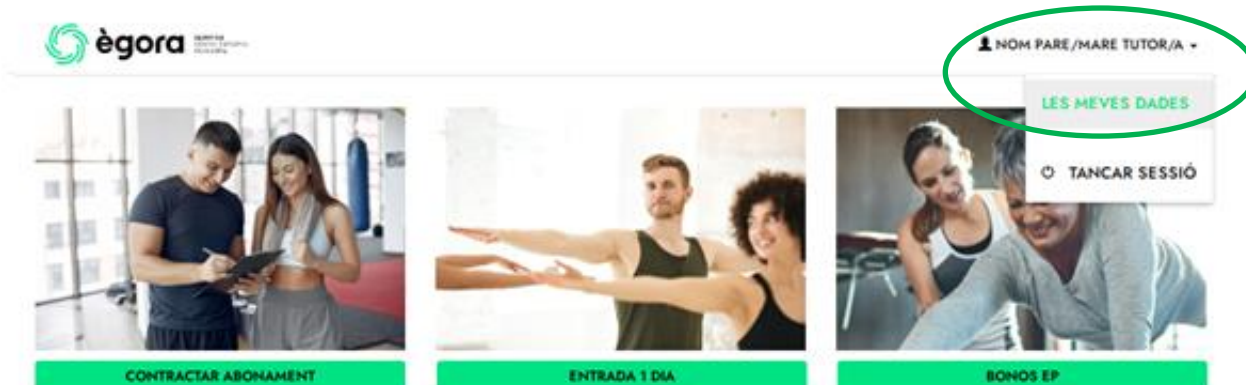 ègora
NOM PARE/MARE TUTOR/A
LES MEVES DADES
TANCAR SESSIÓ
CONTRACTAR ABONAMENT
ENTRADA 1 DIA
BONOS EP